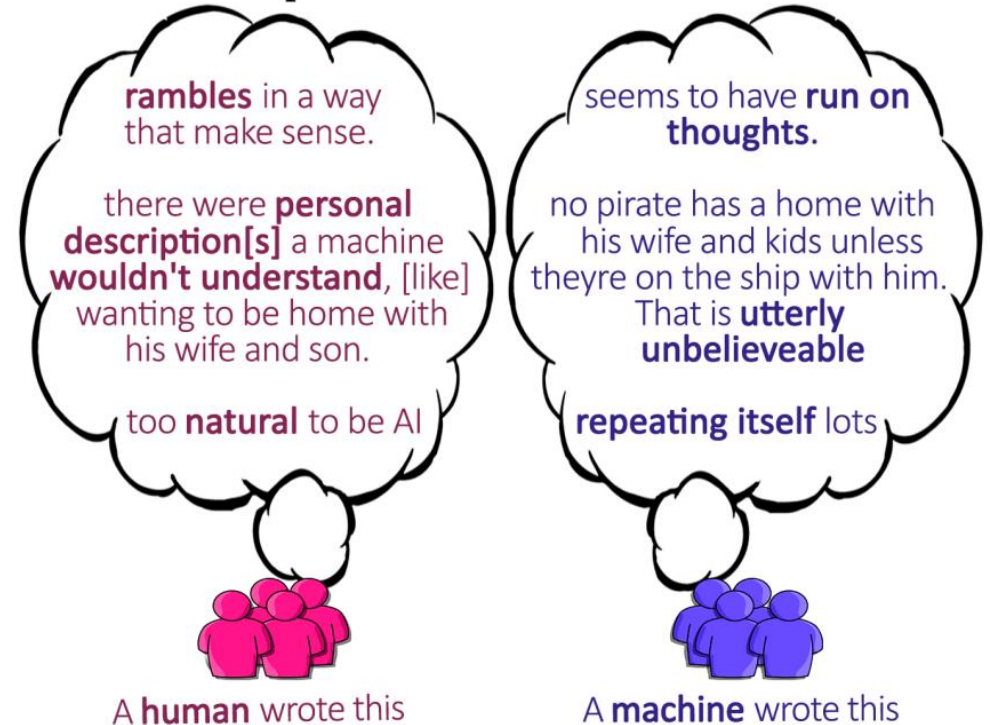 rambles in a way
that make sense.
there were personal
description[s] a machine
wouldn't understand, [like]
wanting to be home with
his wife and son.
too natural to be AI
A human wrote this
seems to have run on
thoughts.
no pirate has a home with
his wife and kids unless
theyre on the ship with him.
That is utterly
unbelieveable
repeating itself lots
A machine wrote this